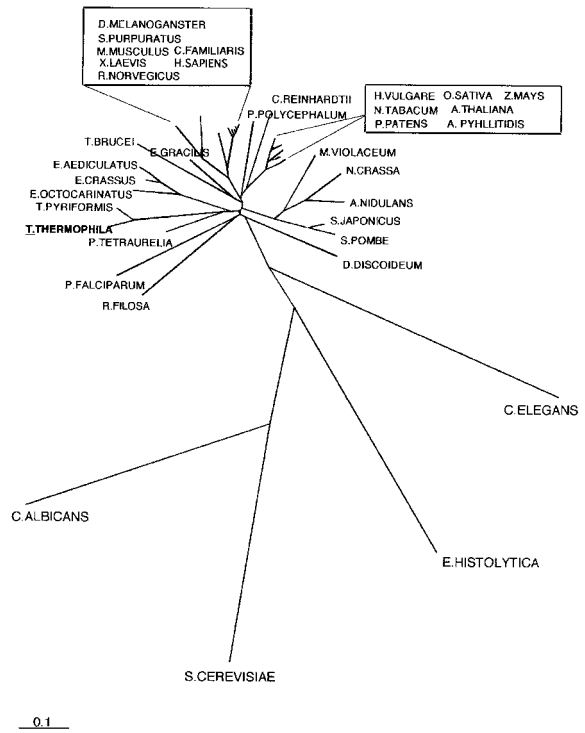 D.MELANOGANSTER
S.PURPURATUS
M.MUSCULUS C.FAMILIARIS
X.LAEVIS H.SAPIENS
R.NORVEGICUS
H.VULGARE O.SATIVA Z.MAYS
N.TABACUM A.THALIANA
P.PATENS A. PYHLLITIDIS
C.REINHARDTII
P.POLYCEPHALUM
T.BRUCEI
E.GRACILIS
M.VIOLACEUM
E.AEDICULATUS
N.CRASSA
E.CRASSUS
E.OCTOCARINATUS
A.NIDULANS
T.PYRIFORMIS
S.JAPONICUS
T.THERMOPHILA
P.TETRAURELIA
S.POMBE
D.DISCOIDEUM
P.FALCIPARUM
R.FILOSA
C.ELEGANS
C.ALBICANS
E.HISTOLYTICA
S.CEREVISIAE
0.1